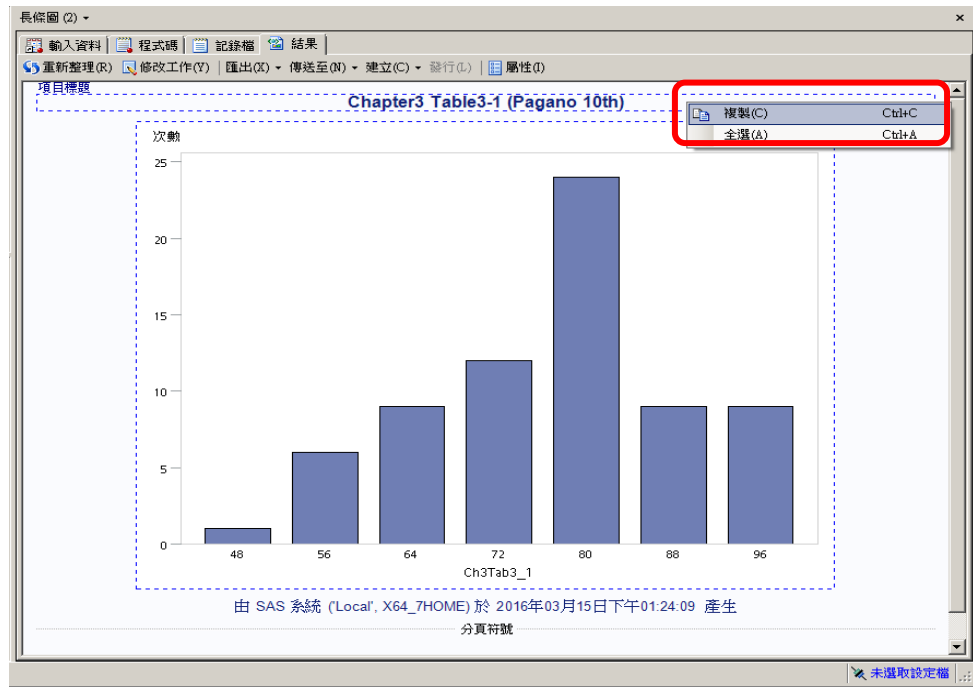 長條圖 (2)
輸入資料 程式碼 記錄檔 結果
重新整理(R) 修改工作(Y) 匯出(X) 傳送至(N) 建立(C) 發行(L) 屬性(I)
項目標題
Chapter3 Table3-1 (Pagano 10th)
複製(C) Ctrl+C
全選(A) Ctrl+A
次數
25
20
15
10
5
0
48 56 64 72 80 88 96
Ch3Tab3_1
由 SAS 系統 ('Local', X64_7HOME) 於 2016年03月15日下午01:24:09 產生
分頁符號
未選取設定檔